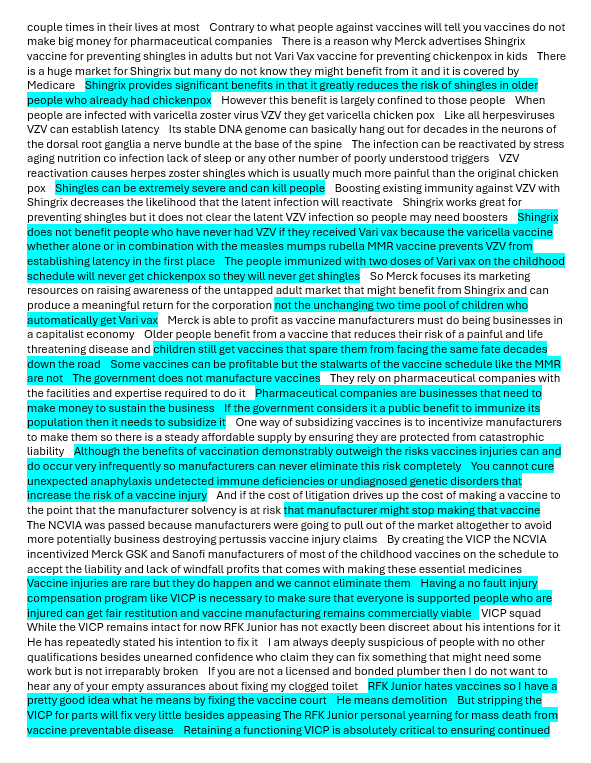 couple times in their lives at most    Contrary to what people against vaccines will tell you vaccines do not
make big money for pharmaceutical companies    There is a reason why Merck advertises Shingrix
vaccine for preventing shingles in adults but not Vari Vax vaccine for preventing chickenpox in kids    There
is a huge market for Shingrix but many do not know they might benefit from it and it is covered by
Medicare    Shingrix provides significant benefits in that it greatly reduces the risk of shingles in older
people who already had chickenpox    However this benefit is largely confined to those people    When
people are infected with varicella zoster virus VZV they get varicella chicken pox    Like all herpesviruses
VZV can establish latency    Its stable DNA genome can basically hang out for decades in the neurons of
the dorsal root ganglia a nerve bundle at the base of the spine    The infection can be reactivated by stress
aging nutrition co infection lack of sleep or any other number of poorly understood triggers    VZV
reactivation causes herpes zoster shingles which is usually much more painful than the original chicken
pox    Shingles can be extremely severe and can kill people    Boosting existing immunity against VZV with
Shingrix decreases the likelihood that the latent infection will reactivate    Shingrix works great for
preventing shingles but it does not clear the latent VZV infection so people may need boosters    Shingrix
does not benefit people who have never had VZV if they received Vari vax because the varicella vaccine
whether alone or in combination with the measles mumps rubella MMR vaccine prevents VZV from
establishing latency in the first place    The people immunized with two doses of Vari vax on the childhood
schedule will never get chickenpox so they will never get shingles    So Merck focuses its marketing
resources on raising awareness of the untapped adult market that might benefit from Shingrix and can
produce a meaningful return for the corporation not the unchanging two time pool of children who
automatically get Vari vax    Merck is able to profit as vaccine manufacturers must do being businesses in
a capitalist economy    Older people benefit from a vaccine that reduces their risk of a painful and life
threatening disease and children still get vaccines that spare them from facing the same fate decades
down the road    Some vaccines can be profitable but the stalwarts of the vaccine schedule like the MMR
are not    The government does not manufacture vaccines    They rely on pharmaceutical companies with
the facilities and expertise required to do it    Pharmaceutical companies are businesses that need to
make money to sustain the business    If the government considers it a public benefit to immunize its
population then it needs to subsidize it    One way of subsidizing vaccines is to incentivize manufacturers
to make them so there is a steady affordable supply by ensuring they are protected from catastrophic
liability    Although the benefits of vaccination demonstrably outweigh the risks vaccines injuries can and
do occur very infrequently so manufacturers can never eliminate this risk completely    You cannot cure
unexpected anaphylaxis undetected immune deficiencies or undiagnosed genetic disorders that
increase the risk of a vaccine injury    And if the cost of litigation drives up the cost of making a vaccine to
the point that the manufacturer solvency is at risk that manufacturer might stop making that vaccine
The NCVIA was passed because manufacturers were going to pull out of the market altogether to avoid
more potentially business destroying pertussis vaccine injury claims    By creating the VICP the NCVIA
incentivized Merck GSK and Sanofi manufacturers of most of the childhood vaccines on the schedule to
accept the liability and lack of windfall profits that comes with making these essential medicines
Vaccine injuries are rare but they do happen and we cannot eliminate them    Having a no fault injury
compensation program like VICP is necessary to make sure that everyone is supported people who are
injured can get fair restitution and vaccine manufacturing remains commercially viable    VICP squad
While the VICP remains intact for now RFK Junior has not exactly been discreet about his intentions for it
He has repeatedly stated his intention to fix it    I am always deeply suspicious of people with no other
qualifications besides unearned confidence who claim they can fix something that might need some
work but is not irreparably broken    If you are not a licensed and bonded plumber then I do not want to
hear any of your empty assurances about fixing my clogged toilet    RFK Junior hates vaccines so I have a
pretty good idea what he means by fixing the vaccine court    He means demolition    But stripping the
VICP for parts will fix very little besides appeasing The RFK Junior personal yearning for mass death from
vaccine preventable disease    Retaining a functioning VICP is absolutely critical to ensuring continued